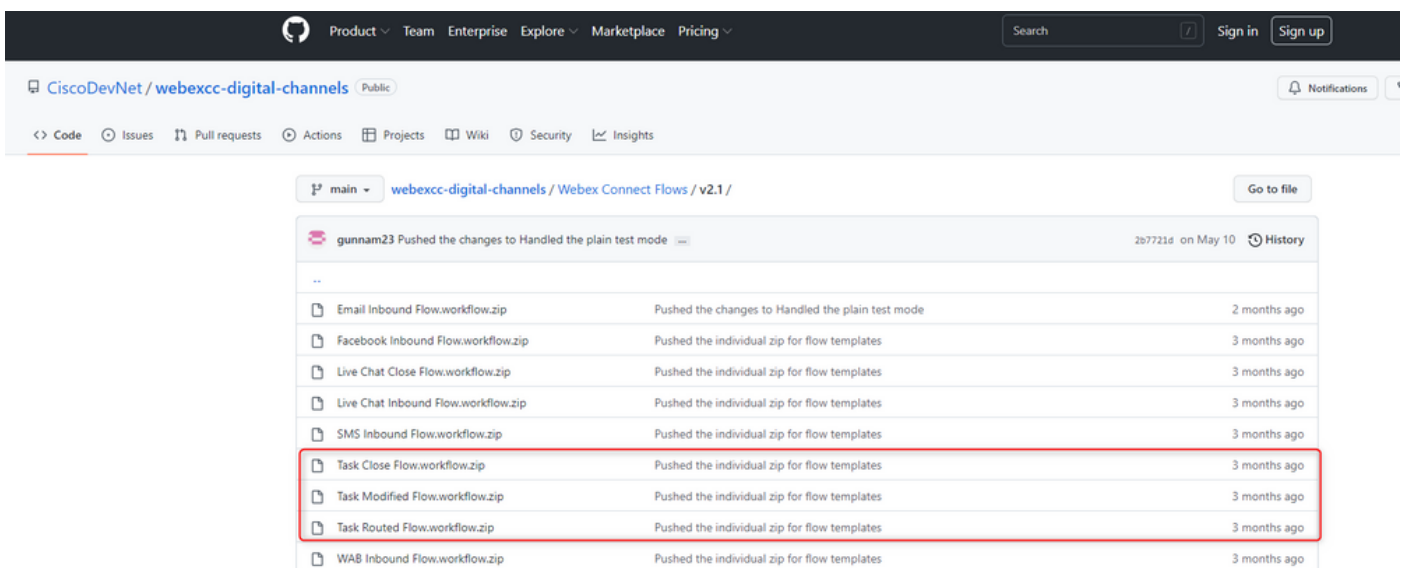 Product Team Enterprise Explore Marketplace Pricing Search / Sign in Sign up
CiscoDevNet / webexcc-digital-channels Public Notifications
<> Code Issues Pull requests Actions Projects Wiki Security Insights
main webexcc-digital-channels / Webex Connect Flows / v2.1 / Go to file
gunnam23 Pushed the changes to Handled the plain test mode ... 2b7721d on May 10 History
..
Email Inbound Flow.workflow.zip Pushed the changes to Handled the plain test mode 2 months ago
Facebook Inbound Flow.workflow.zip Pushed the individual zip for flow templates 3 months ago
Live Chat Close Flow.workflow.zip Pushed the individual zip for flow templates 3 months ago
Live Chat Inbound Flow.workflow.zip Pushed the individual zip for flow templates 3 months ago
SMS Inbound Flow.workflow.zip Pushed the individual zip for flow templates 3 months ago
Task Close Flow.workflow.zip Pushed the individual zip for flow templates 3 months ago
Task Modified Flow.workflow.zip Pushed the individual zip for flow templates 3 months ago
Task Routed Flow.workflow.zip Pushed the individual zip for flow templates 3 months ago
WAB Inbound Flow.workflow.zip Pushed the individual zip for flow templates 3 months ago